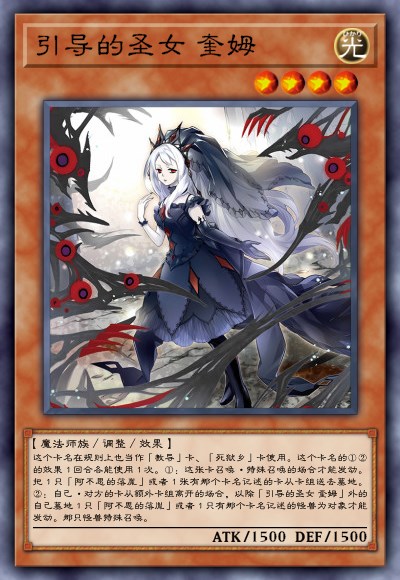 引导的圣女 奎姆
光
【魔法师族／调整／效果】
这个卡名在规则上也当作「教导」卡、「死狱乡」卡使用。这个卡名的①②
的效果1回合各能使用1次。①：这张卡召唤·特殊召唤的场合才能发动。
把1只「阿不思的落胤」或者1张有那个卡名记述的卡从卡组送去墓地。
②：自己·对方的卡从额外卡组离开的场合，以除「引导的圣女 奎姆」外的
自己墓地1只「阿不思的落胤」或者1只有那个卡名记述的怪兽为对象才能
发动。那只怪兽特殊召唤。
ATK/1500 DEF/1500